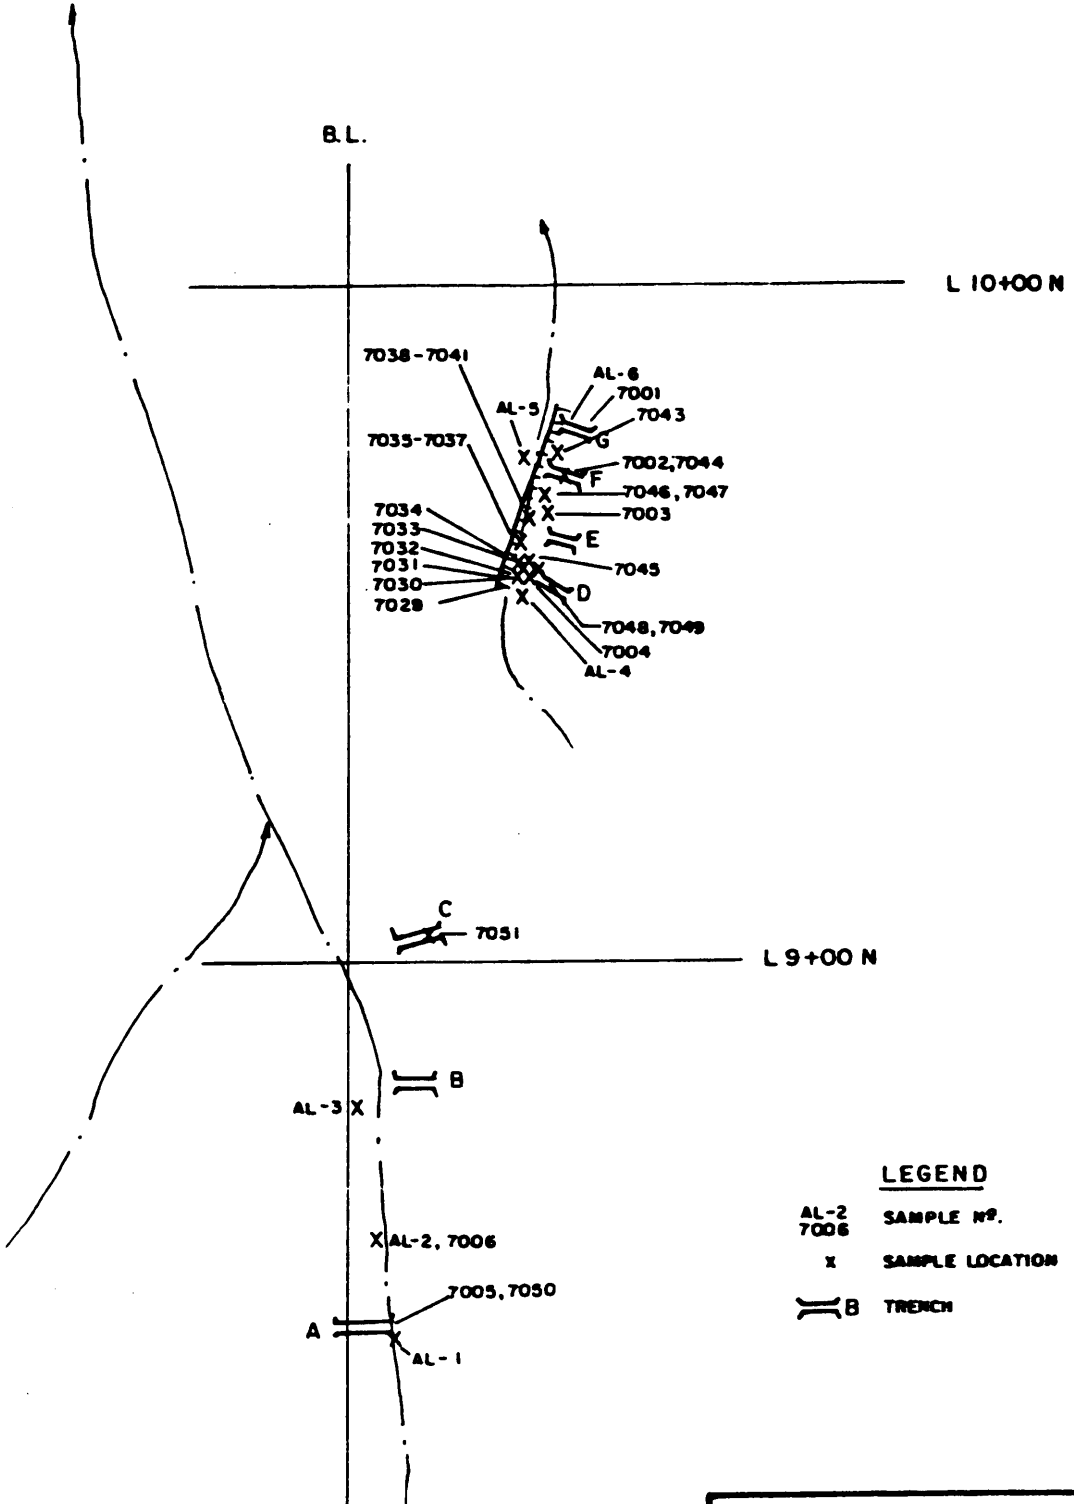 B.L.
L 10+00 N
7038-7041
AL-6
7001
AL-5
7043
G
7035-7037
7002,7044
F
7046,7047
7034
7003
7033
E
7032
7031
7045
7030
D
7029
7048,7049
7004
AL-4
C
7051
L 9+00 N
B
AL-3 X
LEGEND
AL-2
7006
SAMPLE Nº.
X AL-2, 7006
X SAMPLE LOCATION
7005,7050
B TRENCH
A
AL-1